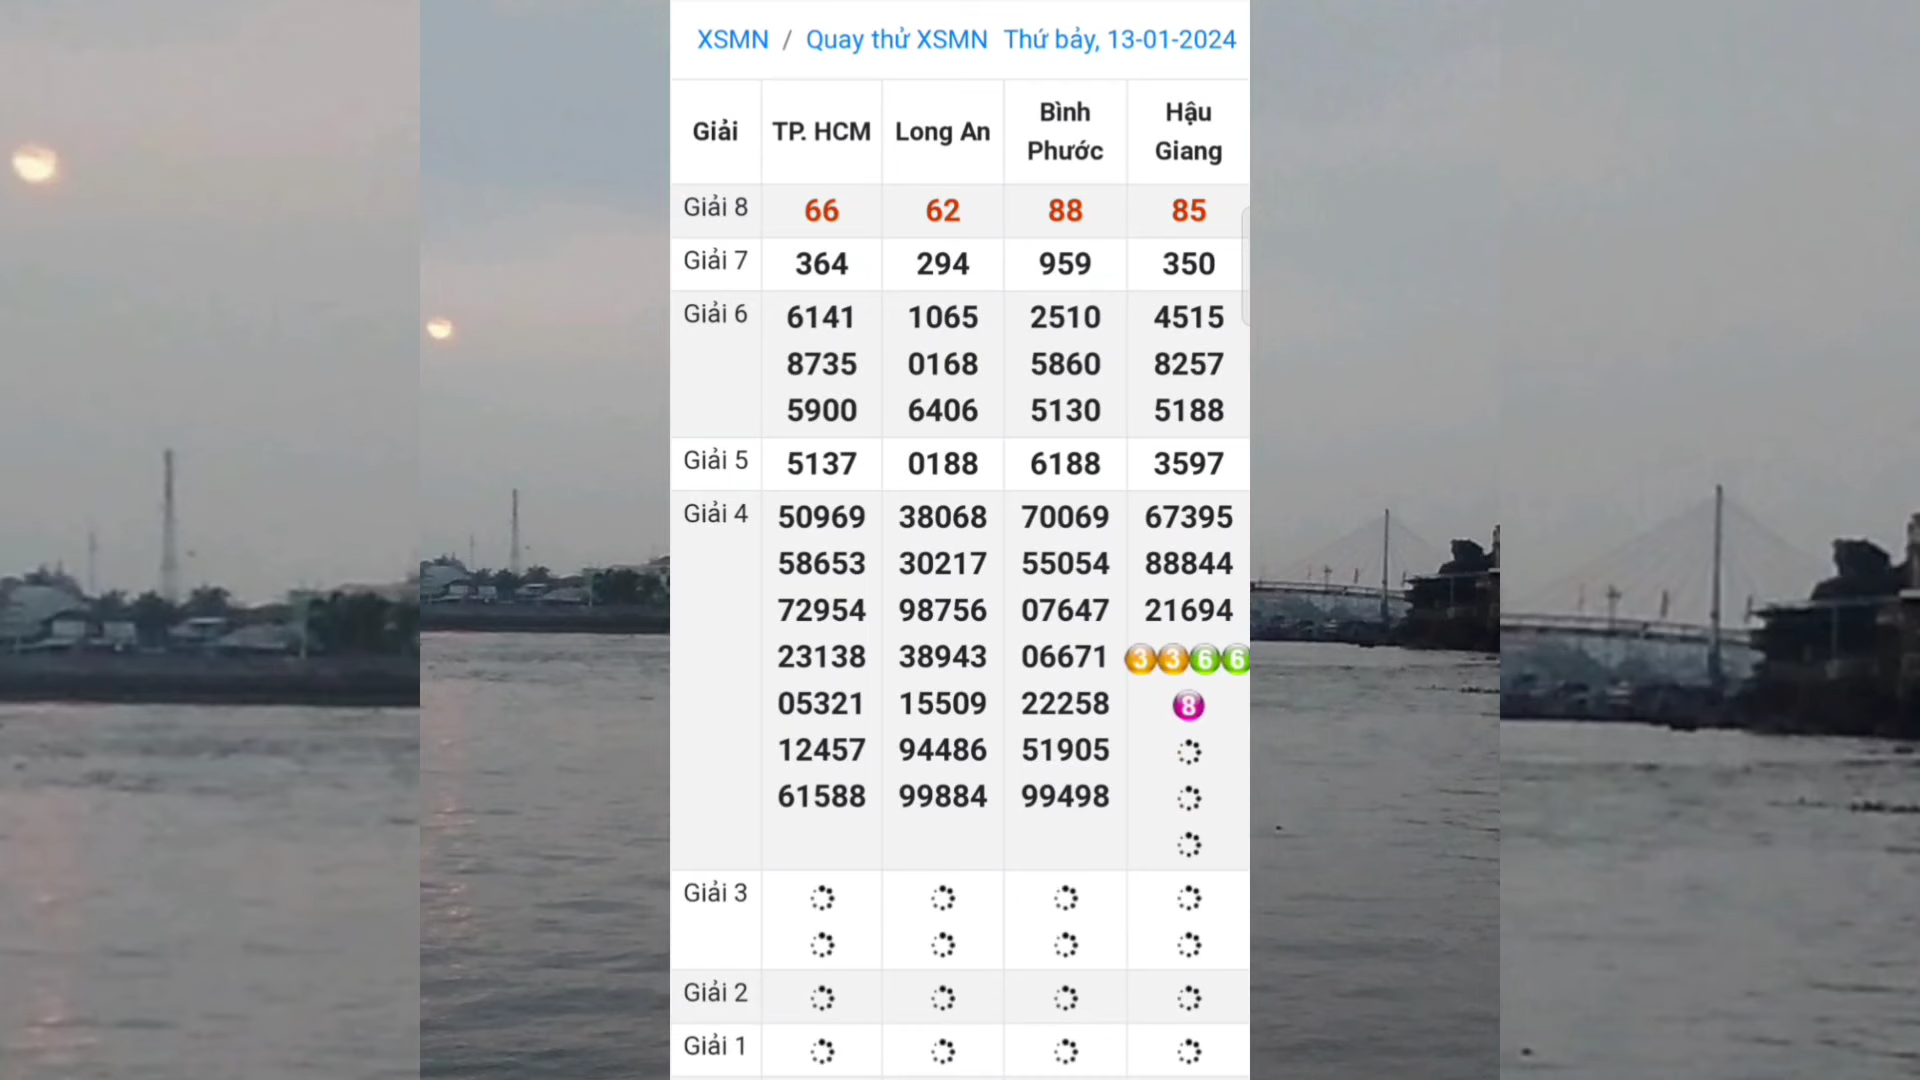 XSMN / Quay thử XSMN Thứ bảy, 13-01-2024
Giải TP. HCM Long An Bình Phước Hậu Giang
Giải 8 66 62 88 85
Giải 7 364 294 959 350
Giải 6 6141 1065 2510 4515
8735 0168 5860 8257
5900 6406 5130 5188
Giải 5 5137 0188 6188 3597
Giải 4 50969 38068 70069 67395
58653 30217 55054 88844
72954 98756 07647 21694
23138 38943 06671 3366
05321 15509 22258 8
12457 94486 51905
61588 99884 99498
Giải 3
Giải 2
Giải 1